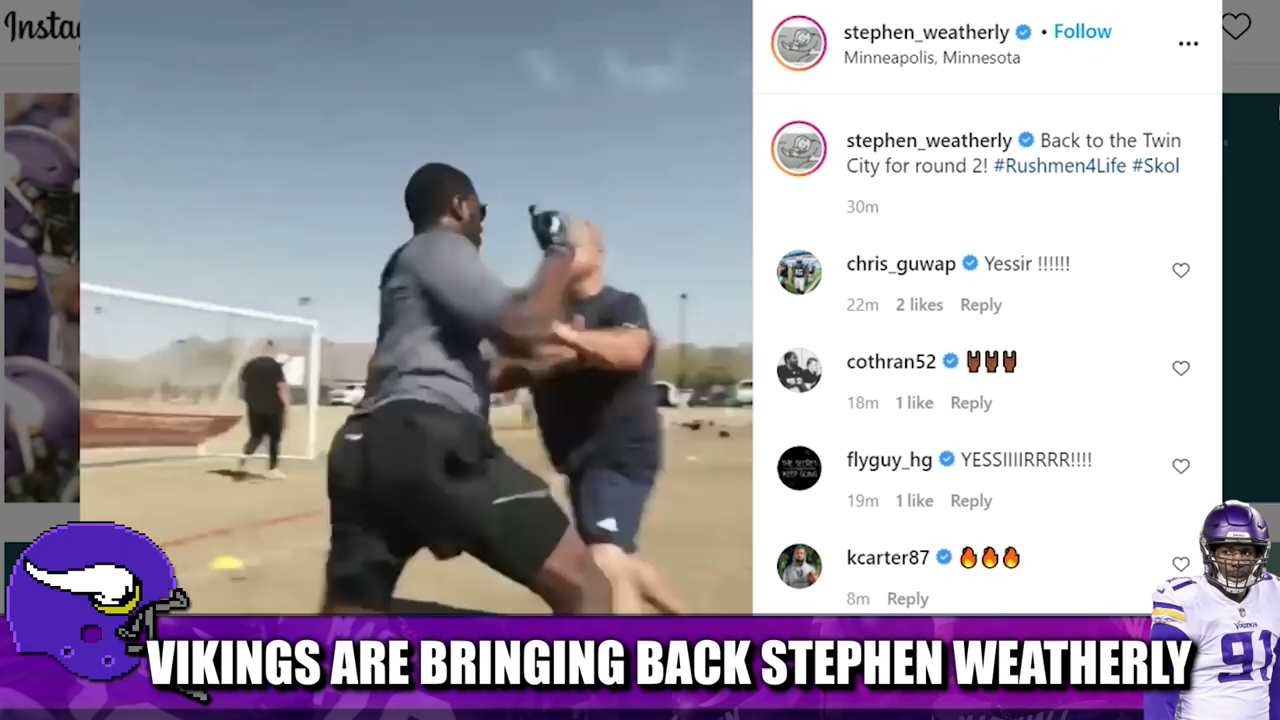 Insta
stephen_weatherly • Follow
Minneapolis, Minnesota
stephen_weatherly Back to the Twin
City for round 2! #Rushmen4Life #Skol
30m
chris_guwap Yessir !!!!!!
22m 2 likes Reply
cothran52 🤘🏿🤘🏿🤘🏿
18m 1 like Reply
flyguy_hg YESSIIIIRRRR!!!!
19m 1 like Reply
kcarter87 🔥🔥🔥
8m Reply
VIKINGS
91
VIKINGS ARE BRINGING BACK STEPHEN WEATHERLY